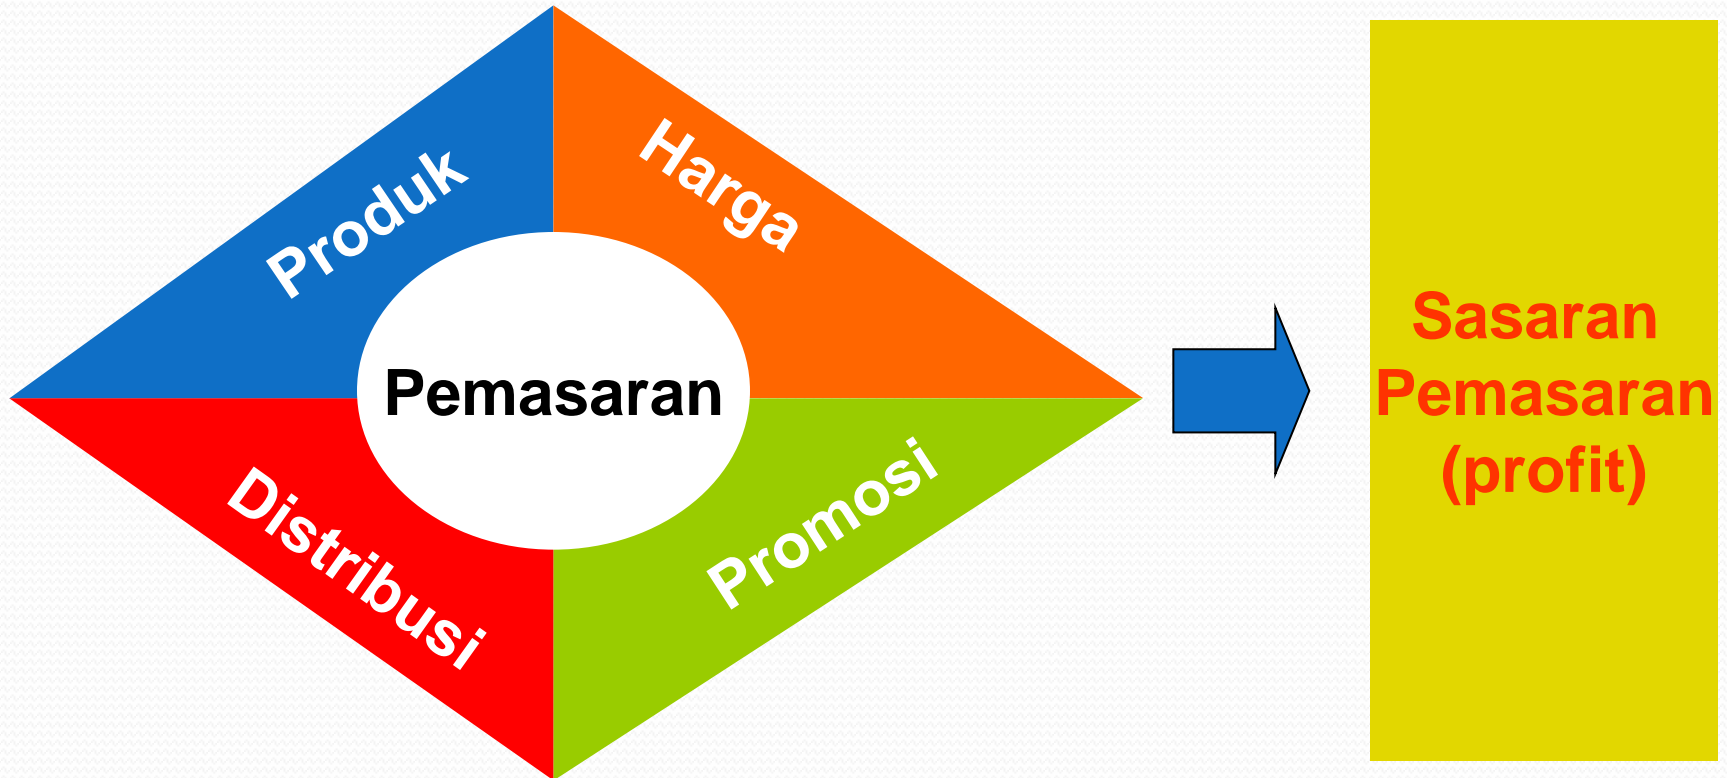 Produk
Harga
Pemasaran
Distribusi
Promosi
Sasaran
Pemasaran
(profit)